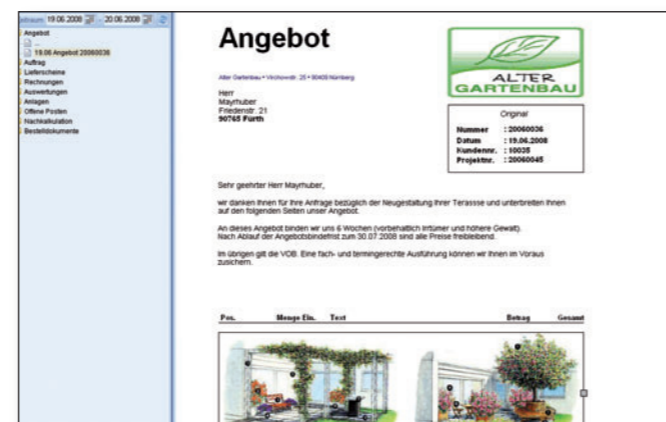 Zeitraum 19.06.2008 - 20.06.2008
Angebot
...
19.06 Angebot 20060036
Auftrag
Lieferscheine
Rechnungen
Auswertungen
Anlagen
Offene Posten
Nachkalkulation
Bestelldokumente
Angebot
Alter Gartenbau • Virchowstr. 25 • 90409 Nürnberg
Herr
Mayrhuber
Friedenstr. 21
90765 Fürth
ALTER
GARTENBAU
Original
Nummer : 20060036
Datum : 19.06.2008
Kundennr. : 10035
Projektnr. : 20060045
Sehr geehrter Herr Mayrhuber,
wir danken Ihnen für Ihre Anfrage bezüglich der Neugestaltung Ihrer Terassse und unterbreiten Ihnen
auf den folgenden Seiten unser Angebot.
An dieses Angebot binden wir uns 6 Wochen (vorbehaltlich Irrtümer und höhere Gewalt).
Nach Ablauf der Angebotsbindefrist zum 30.07.2008 sind alle Preise freibleibend.
Im übrigen gilt die VOB. Eine fach- und termingerechte Ausführung können wir Ihnen im Voraus
zusichern.
Pos. Menge Ein. Text Betrag Gesamt